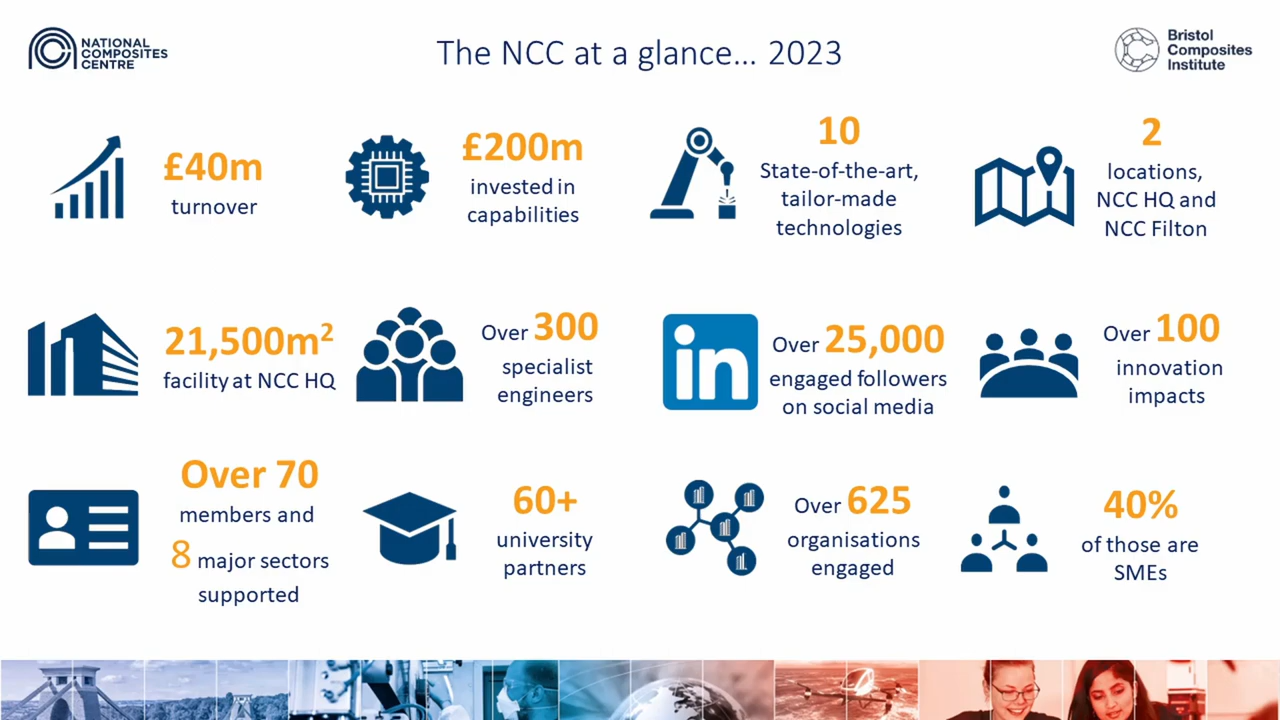 NATIONAL
COMPOSITES
CENTRE
The NCC at a glance... 2023
Bristol
Composites
Institute
£40m
turnover
£200m
invested in
capabilities
10
State-of-the-art,
tailor-made
technologies
2
locations,
NCC HQ and
NCC Filton
21,500m²
facility at NCC HQ
Over 300
specialist
engineers
in
Over 25,000
engaged followers
on social media
Over 100
innovation
impacts
Over 70
members and
8 major sectors
supported
60+
university
partners
Over 625
organisations
engaged
40%
of those are
SMEs